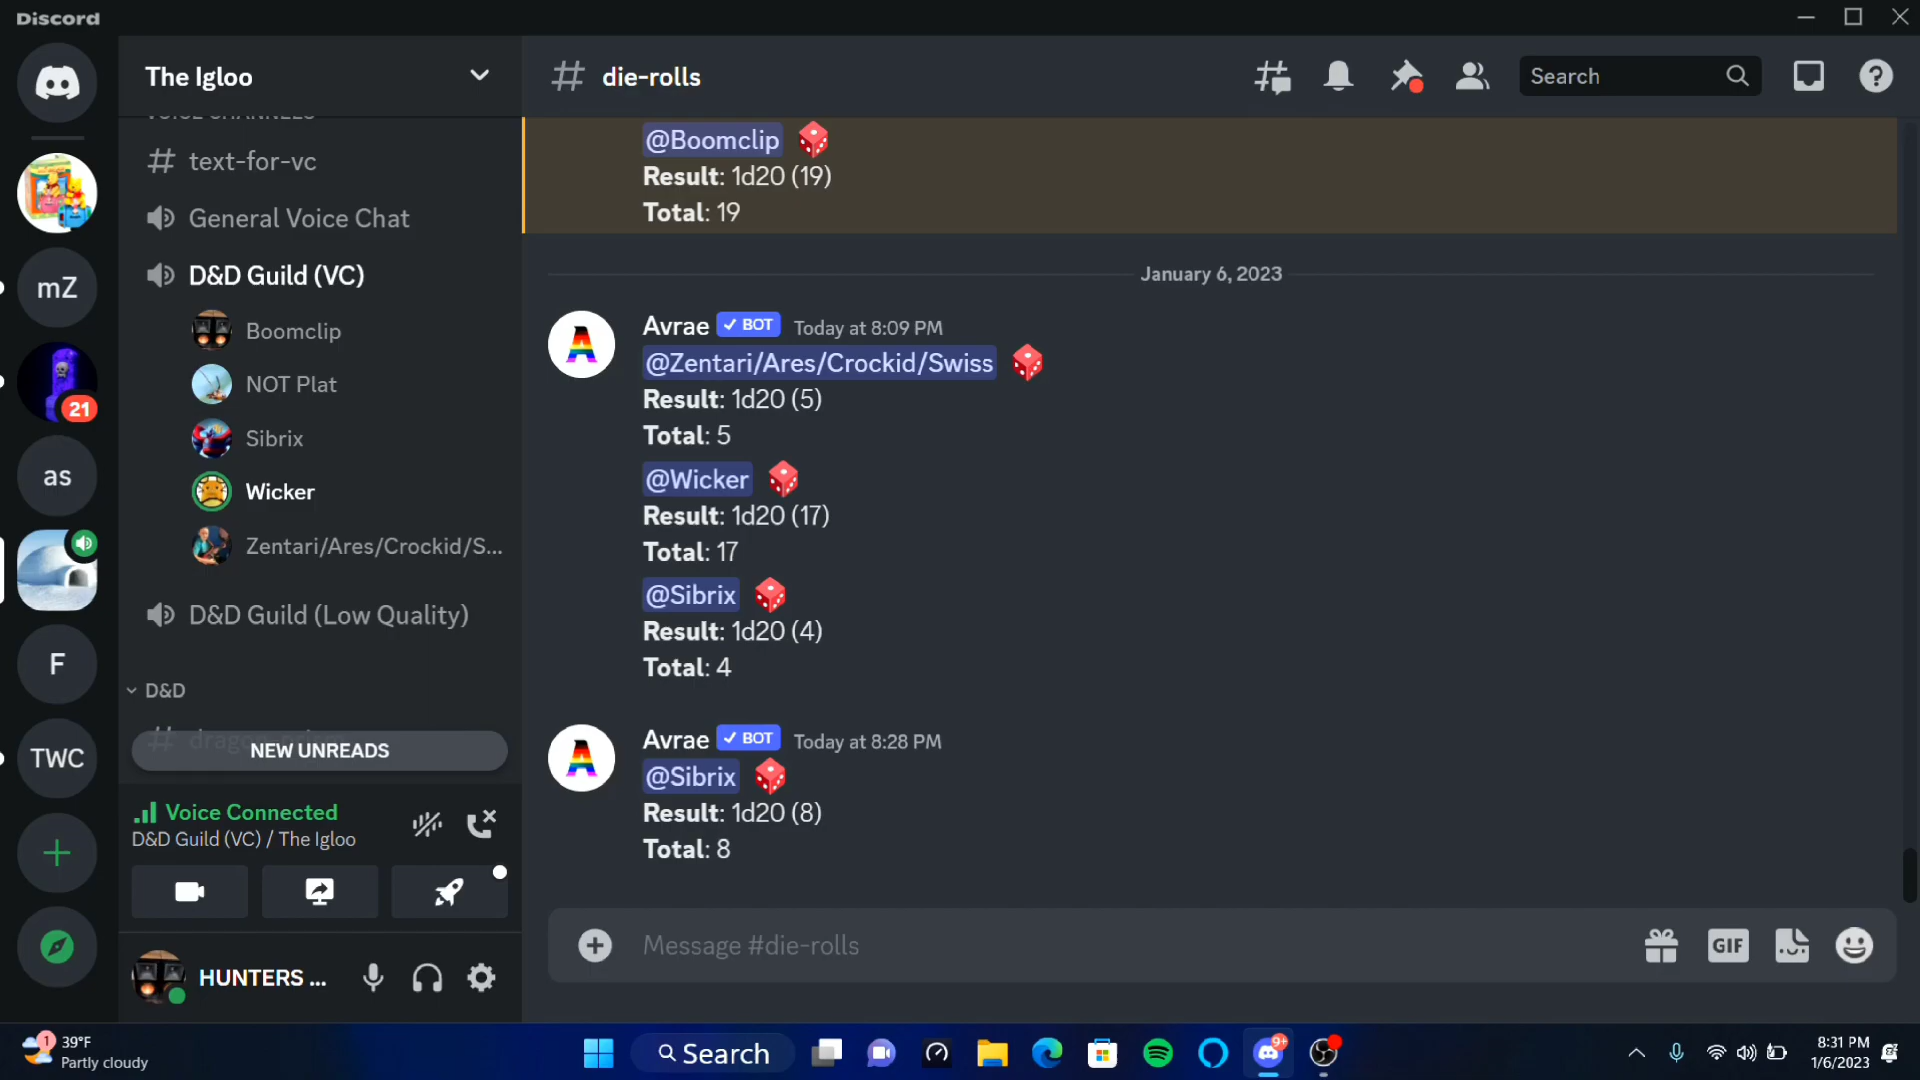 Discord
The Igloo
VOICE CHANNELS
text-for-vc
General Voice Chat
D&D Guild (VC)
Boomclip
NOT Plat
Sibrix
Wicker
Zentari/Ares/Crockid/S...
D&D Guild (Low Quality)
D&D
NEW UNREADS
Voice Connected
D&D Guild (VC) / The Igloo
HUNTERS ...
mZ
21
as
F
TWC
die-rolls
Search
@Boomclip
Result: 1d20 (19)
Total: 19
January 6, 2023
Avrae ✓ BOT Today at 8:09 PM
@Zentari/Ares/Crockid/Swiss
Result: 1d20 (5)
Total: 5
@Wicker
Result: 1d20 (17)
Total: 17
@Sibrix
Result: 1d20 (4)
Total: 4
Avrae ✓ BOT Today at 8:28 PM
@Sibrix
Result: 1d20 (8)
Total: 8
Message #die-rolls
GIF
1
39°F
Partly cloudy
Search
9+
8:31 PM
1/6/2023